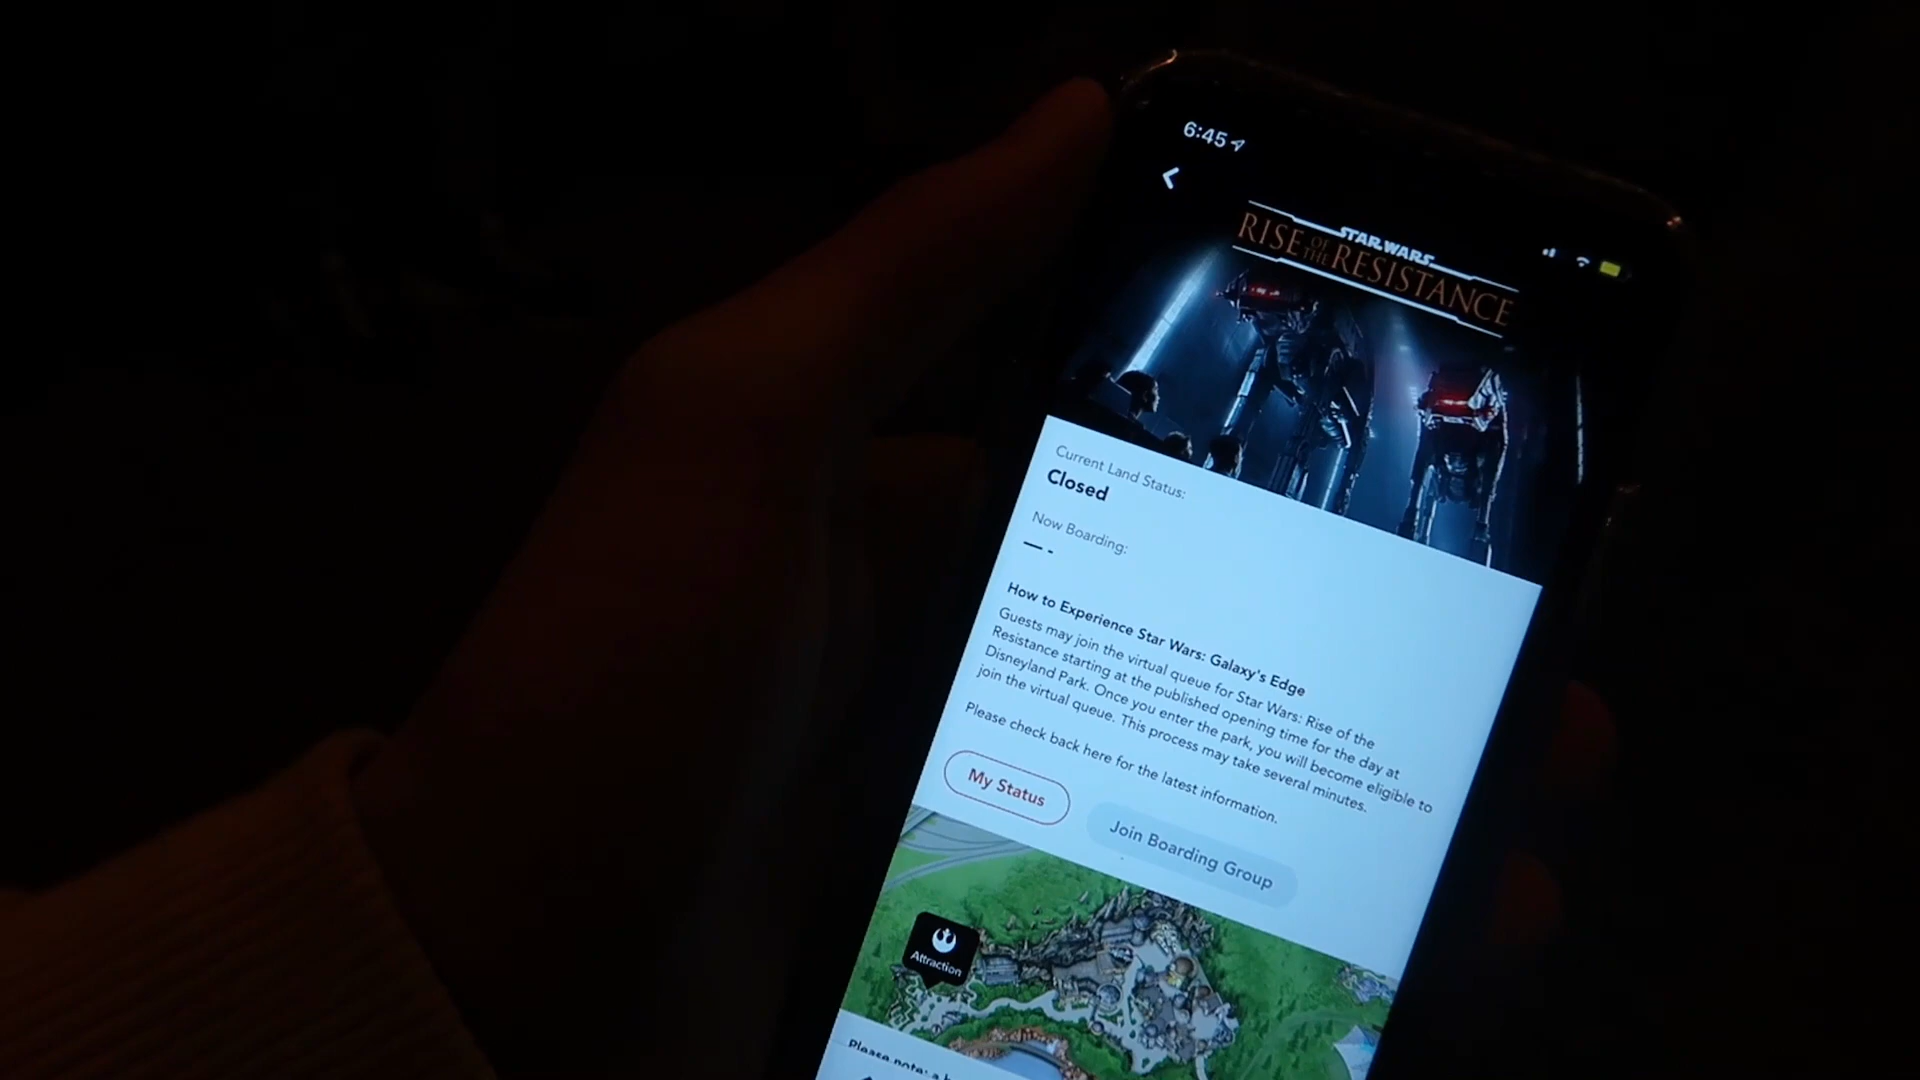 6:45
STAR WARS
RISE OF THE RESISTANCE
Current Land Status:
Closed
Now Boarding:
— -
How to Experience Star Wars: Galaxy's Edge
Guests may join the virtual queue for Star Wars: Rise of the
Resistance starting at the published opening time for the day at
Disneyland Park. Once you enter the park, you will become eligible to
join the virtual queue. This process may take several minutes.
Please check back here for the latest information.
My Status
Join Boarding Group
Attraction
Please note: a